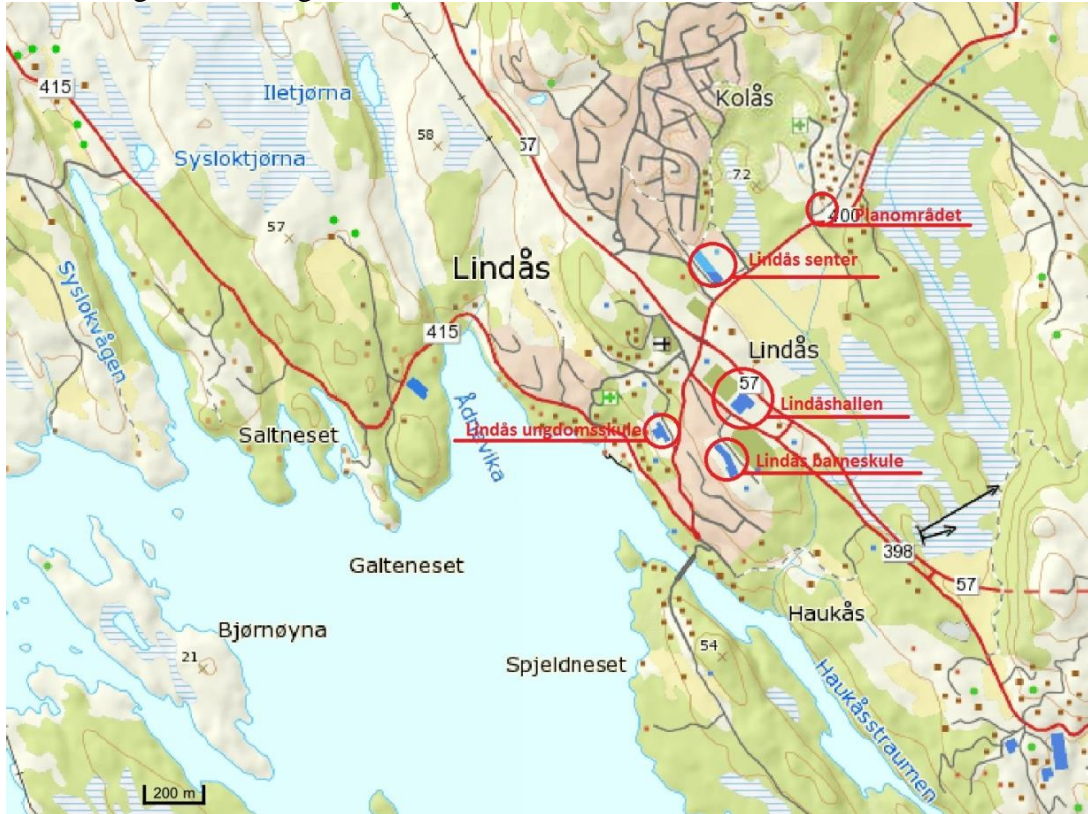 415
Iletjørna
Kolås
58
57
Sysloktjørna
72
400
Planområdet
57
Lindås senter
Lindås
Syslokvågen
415
Lindås
57
Lindåshallen
Ådnavika
Saltneset
Lindås ungdomsskule
Lindås barneskule
398
Galteneset
57
Haukås
Bjørnøyna
21
Spjeldneset
54
Haukåsstraumen
200 m